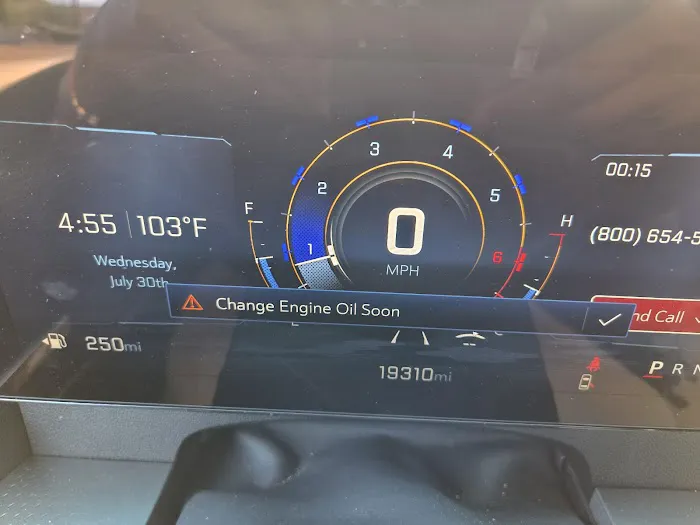 3 4
2 5
1 6
F
H
00:15
4:55 103°F
0
MPH
(800) 654-5
Wednesday,
July 30th
Change Engine Oil Soon
nd Call
250mi
19310mi
P R N